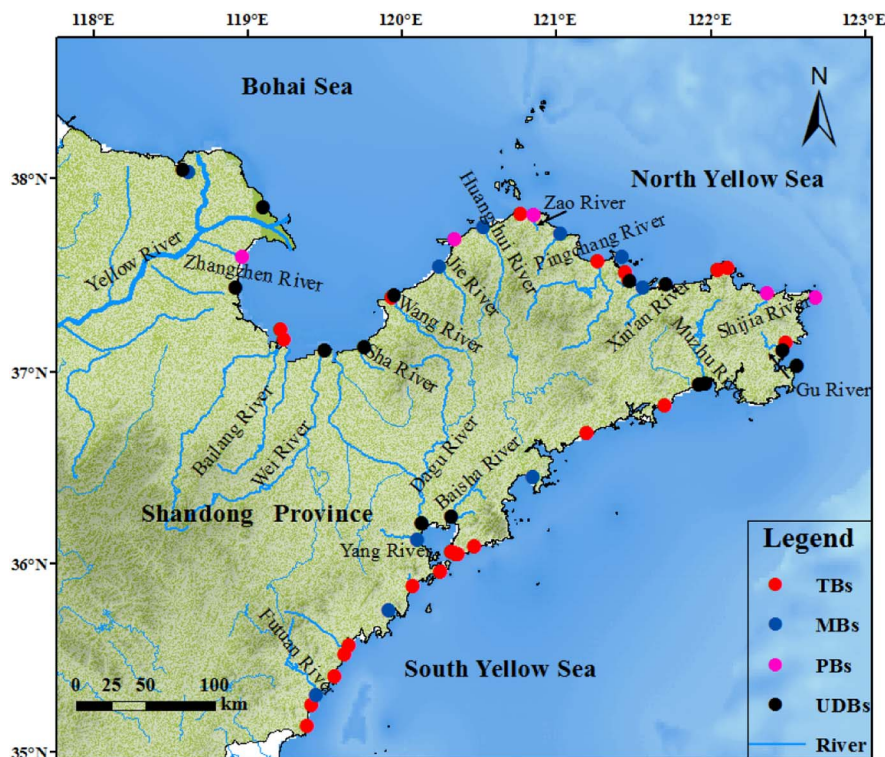 118°E 119°E 120°E 121°E 122°E 123°E
Bohai Sea
N
38°N
North Yellow Sea
Zao River
Huangshui River
Pingchang River
Yellow River
Zhangzhen River
Jie River
Xin'an River
Shijia River
Wang River
Muzhu River
37°N
Sha River
Gu River
Bailang River
Wei River
Dagu River
Baisha River
Shandong Province
Yang River
36°N
Legend
TBs
MBs
PBs
UDBs
River
Futuan River
South Yellow Sea
0 25 50 100
km
35°N